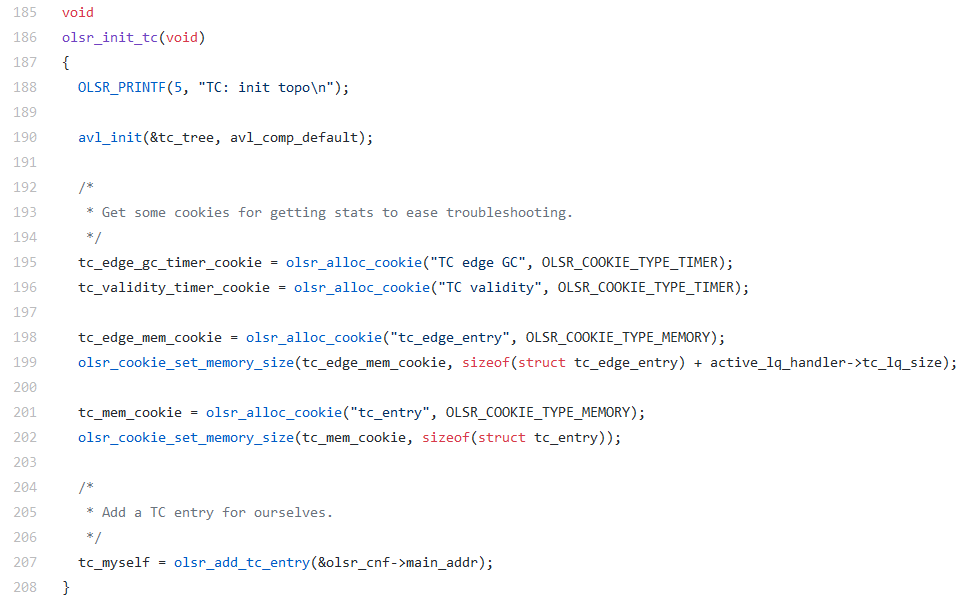 185 void
186 olsr_init_tc(void)
187 {
188   OLSR_PRINTF(5, "TC: init topo\n");
189
190   avl_init(&tc_tree, avl_comp_default);
191
192   /*
193    * Get some cookies for getting stats to ease troubleshooting.
194    */
195   tc_edge_gc_timer_cookie = olsr_alloc_cookie("TC edge GC", OLSR_COOKIE_TYPE_TIMER);
196   tc_validity_timer_cookie = olsr_alloc_cookie("TC validity", OLSR_COOKIE_TYPE_TIMER);
197
198   tc_edge_mem_cookie = olsr_alloc_cookie("tc_edge_entry", OLSR_COOKIE_TYPE_MEMORY);
199   olsr_cookie_set_memory_size(tc_edge_mem_cookie, sizeof(struct tc_edge_entry) + active_lq_handler->tc_lq_size);
200
201   tc_mem_cookie = olsr_alloc_cookie("tc_entry", OLSR_COOKIE_TYPE_MEMORY);
202   olsr_cookie_set_memory_size(tc_mem_cookie, sizeof(struct tc_entry));
203
204   /*
205    * Add a TC entry for ourselves.
206    */
207   tc_myself = olsr_add_tc_entry(&olsr_cnf->main_addr);
208 }